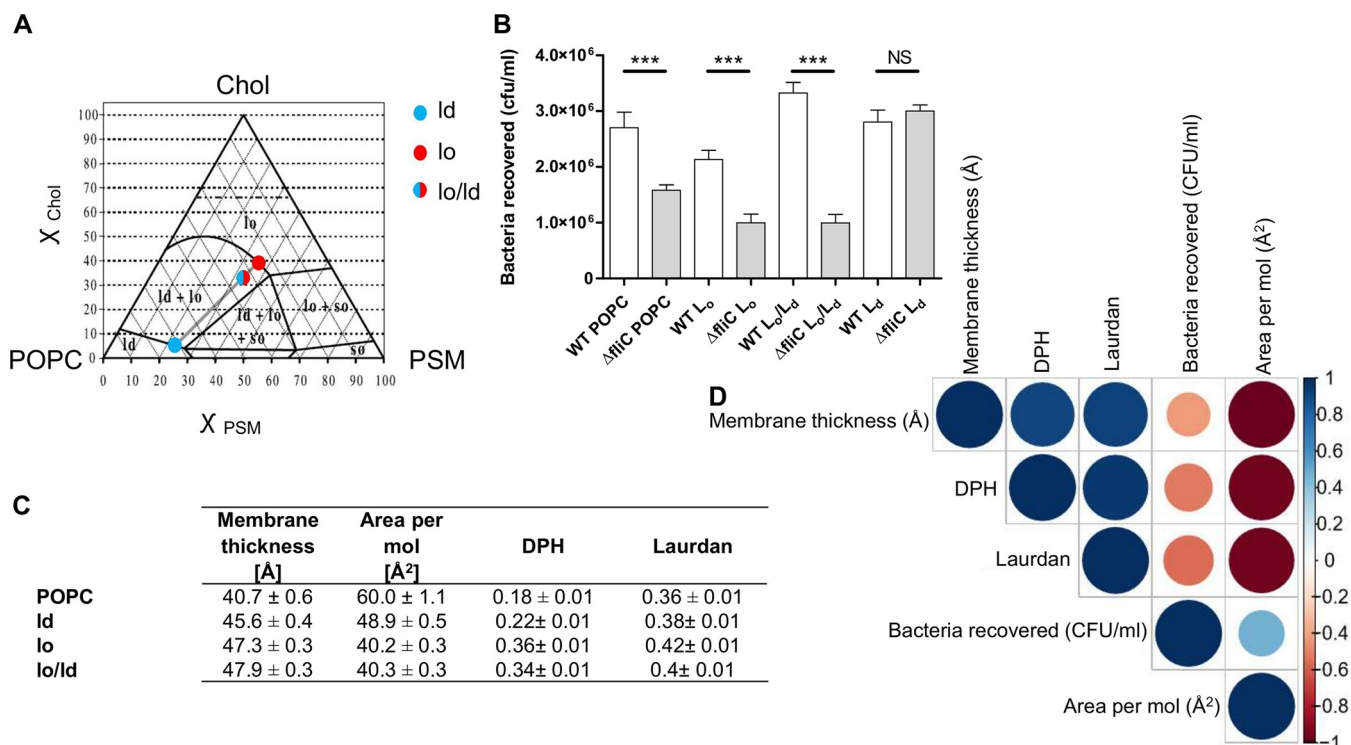 A
Chol
100
90
80
70
60
50
40
30
20
10
0
χ Chol
lo
ld + lo
ld + lo
+ so
lo + so
ld
so
POPC
PSM
0 10 20 30 40 50 60 70 80 90 100
χ PSM
ld
lo
lo/ld
B
Bacteria recovered (cfu/ml)
4.0×10⁶
3.0×10⁶
2.0×10⁶
1.0×10⁶
0
*** *** *** NS
WT POPC
ΔfliC POPC
WT Lₒ
ΔfliC Lₒ
WT Lₒ/L_d
ΔfliC Lₒ/L_d
WT L_d
ΔfliC L_d
C
Membrane thickness [Å] Area per mol [Å²] DPH Laurdan
POPC 40.7 ± 0.6 60.0 ± 1.1 0.18 ± 0.01 0.36 ± 0.01
ld 45.6 ± 0.4 48.9 ± 0.5 0.22± 0.01 0.38± 0.01
lo 47.3 ± 0.3 40.2 ± 0.3 0.36± 0.01 0.42± 0.01
lo/ld 47.9 ± 0.3 40.3 ± 0.3 0.34± 0.01 0.4± 0.01
D
Membrane thickness (Å)
DPH
Laurdan
Bacteria recovered (CFU/ml)
Area per mol (Å²)
Membrane thickness (Å)
DPH
Laurdan
Bacteria recovered (CFU/ml)
Area per mol (Å²)
1
0.8
0.6
0.4
0.2
0
-0.2
-0.4
-0.6
-0.8
-1